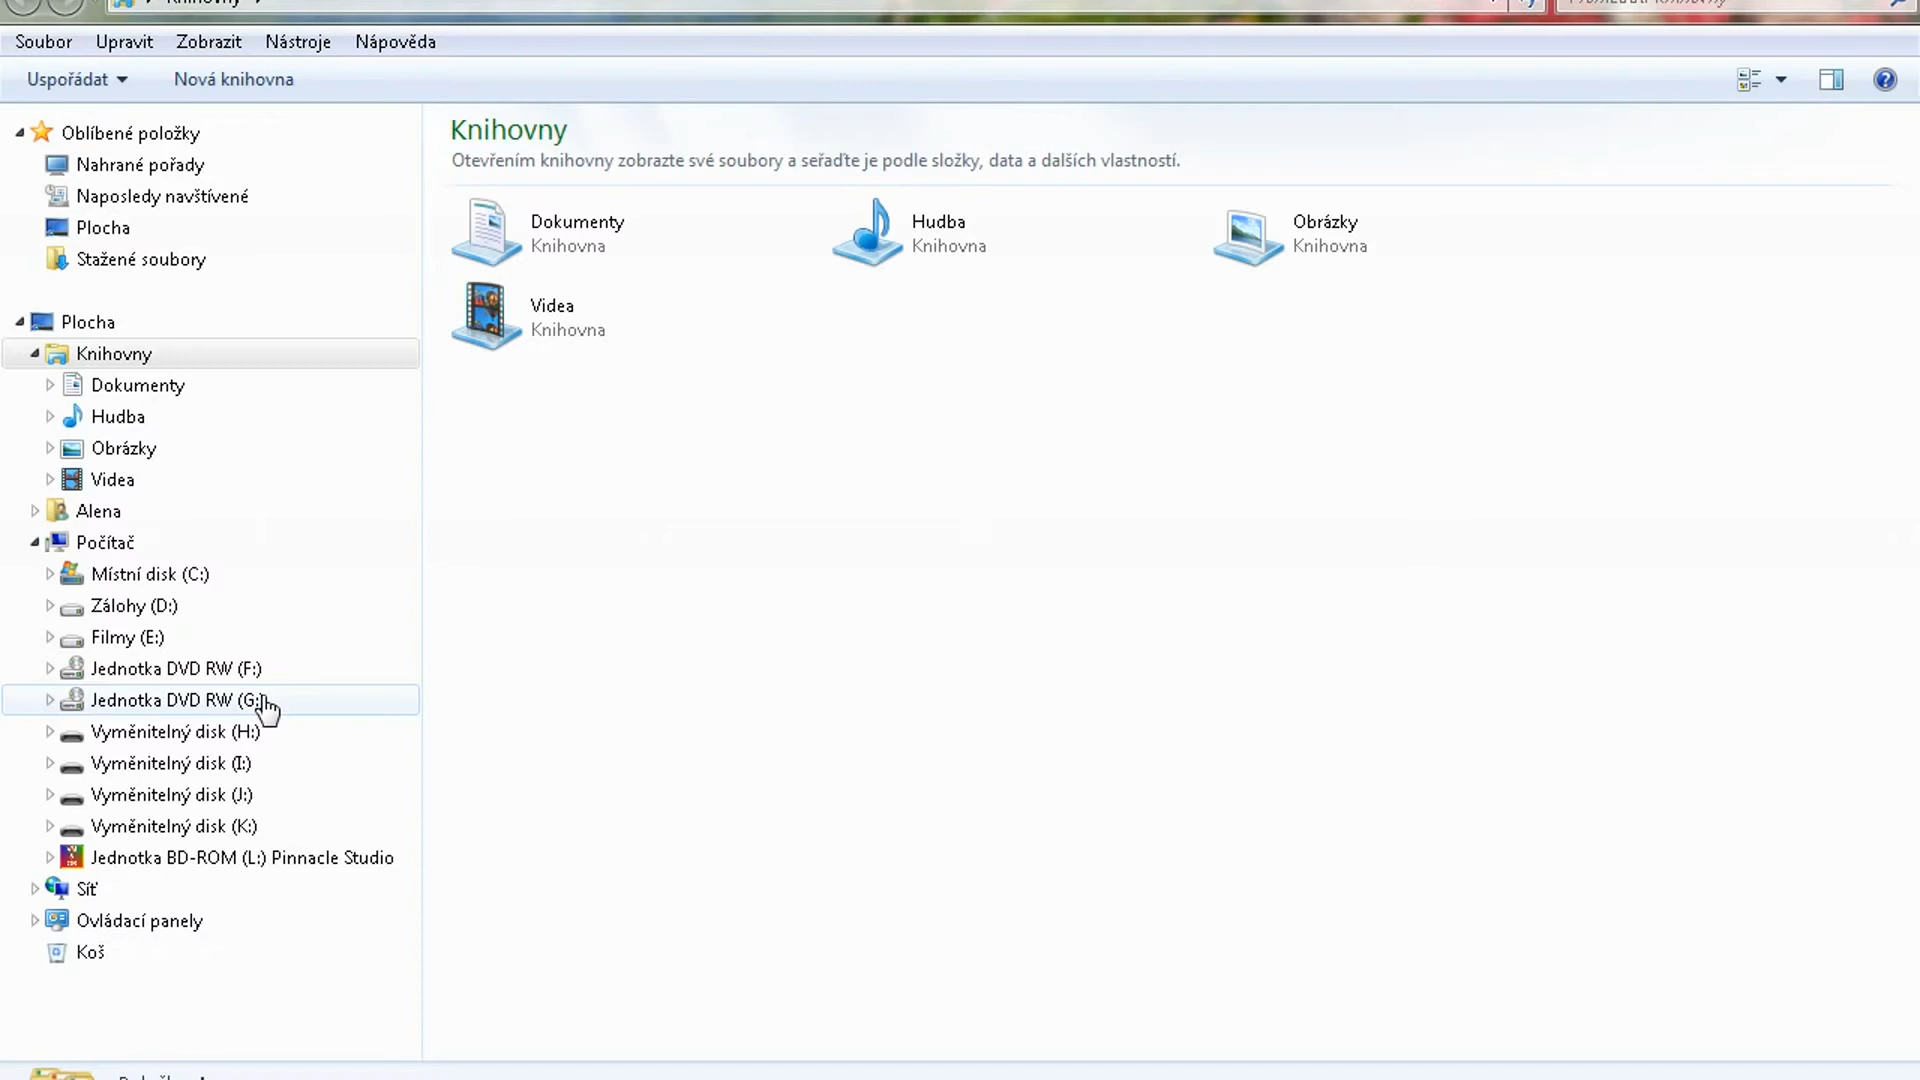 Knihovny
Soubor Upravit Zobrazit Nástroje Nápověda
Uspořádat Nová knihovna
Oblíbené položky
Nahrané pořady
Naposledy navštívené
Plocha
Stažené soubory
Plocha
Knihovny
Dokumenty
Hudba
Obrázky
Videa
Alena
Počítač
Místní disk (C:)
Zálohy (D:)
Filmy (E:)
Jednotka DVD RW (F:)
Jednotka DVD RW (G:)
Vyměnitelný disk (H:)
Vyměnitelný disk (I:)
Vyměnitelný disk (J:)
Vyměnitelný disk (K:)
Jednotka BD-ROM (L:) Pinnacle Studio
Síť
Ovládací panely
Koš
Knihovny
Otevřením knihovny zobrazte své soubory a seřaďte je podle složky, data a dalších vlastností.
Dokumenty
Knihovna
Hudba
Knihovna
Obrázky
Knihovna
Videa
Knihovna